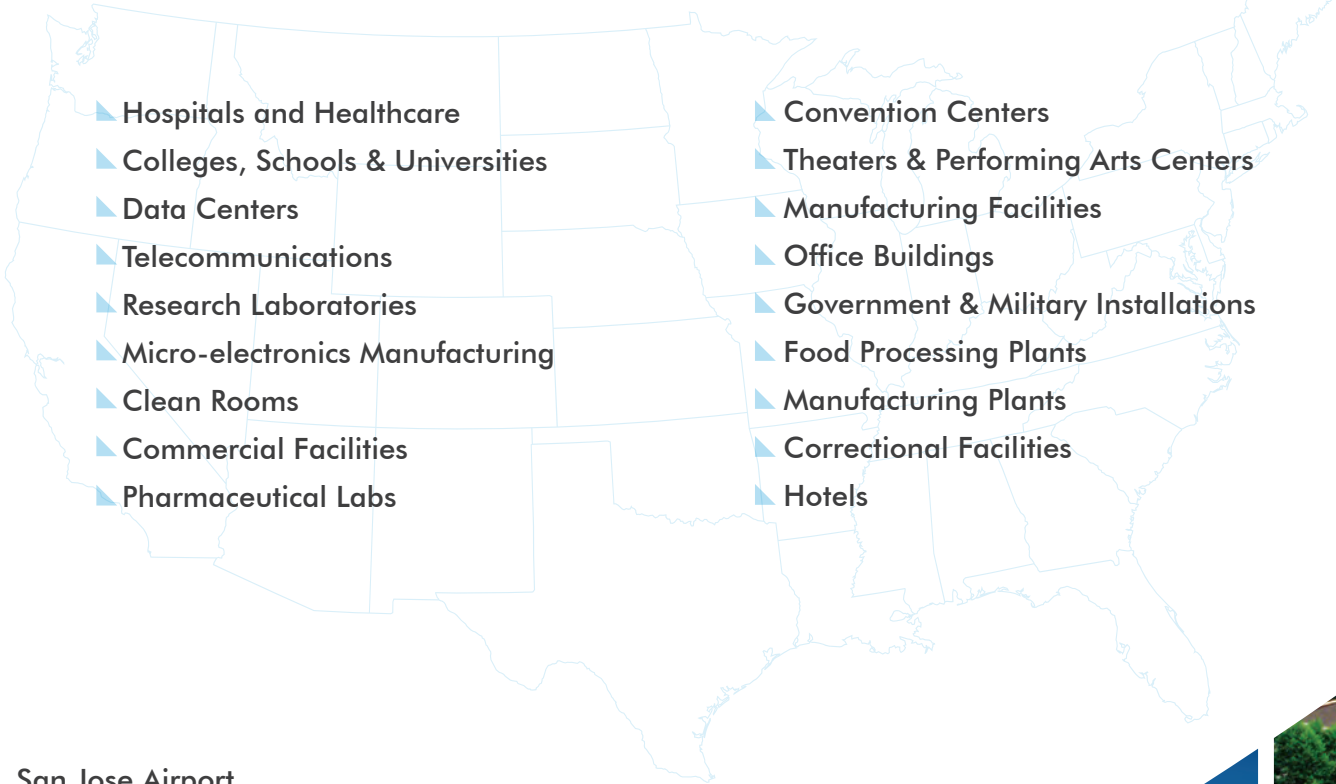 Hospitals and Healthcare
Colleges, Schools & Universities
Data Centers
Telecommunications
Research Laboratories
Micro-electronics Manufacturing
Clean Rooms
Commercial Facilities
Pharmaceutical Labs
Convention Centers
Theaters & Performing Arts Centers
Manufacturing Facilities
Office Buildings
Government & Military Installations
Food Processing Plants
Manufacturing Plants
Correctional Facilities
Hotels
San Jose Airport